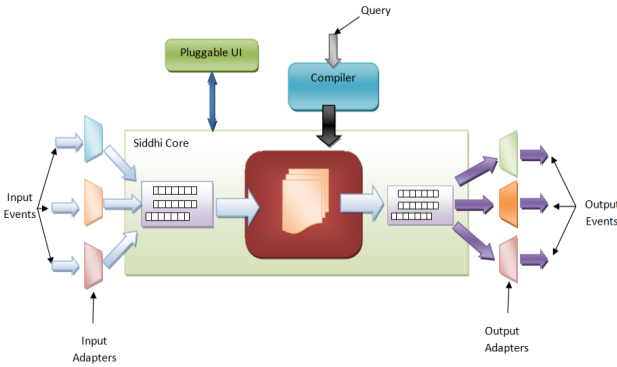 Query
Pluggable UI
Compiler
Siddhi Core
Input
Events
Output
Events
Input
Adapters
Output
Adapters